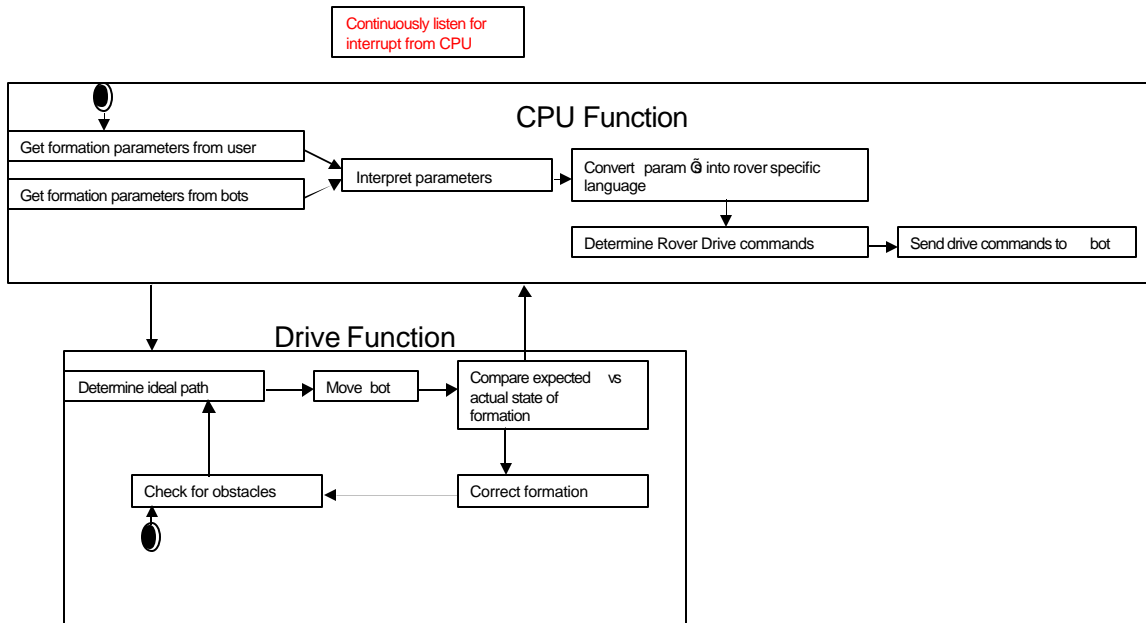 Continuously listen for
interrupt from CPU
CPU Function
Get formation parameters from user
Get formation parameters from bots
Interpret parameters
Convert param into rover specific
language
Determine Rover Drive commands
Send drive commands to bot
Drive Function
Determine ideal path
Move bot
Compare expected vs
actual state of
formation
Check for obstacles
Correct formation